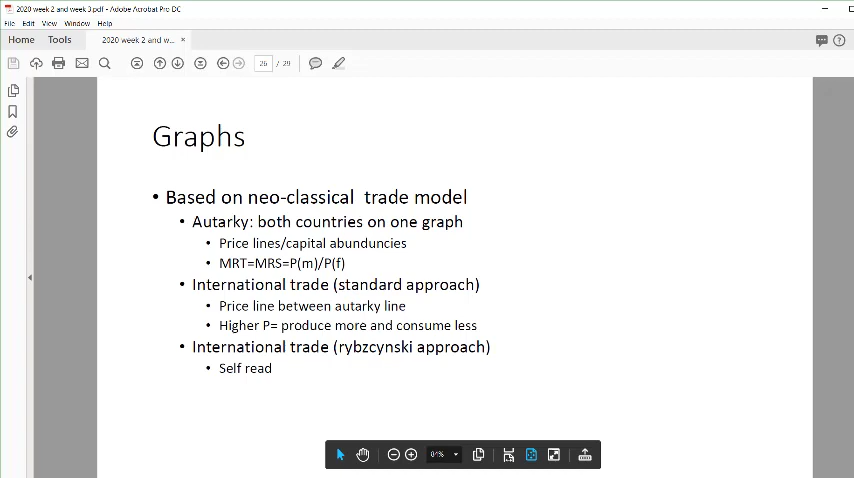 2020 week 2 and week 3.pdf - Adobe Acrobat Pro DC
File Edit View Window Help
Home Tools 2020 week 2 and w... ×
26 / 29
Graphs
• Based on neo-classical trade model
• Autarky: both countries on one graph
• Price lines/capital abunduncies
• MRT=MRS=P(m)/P(f)
• International trade (standard approach)
• Price line between autarky line
• Higher P= produce more and consume less
• International trade (rybzcynski approach)
• Self read
84%